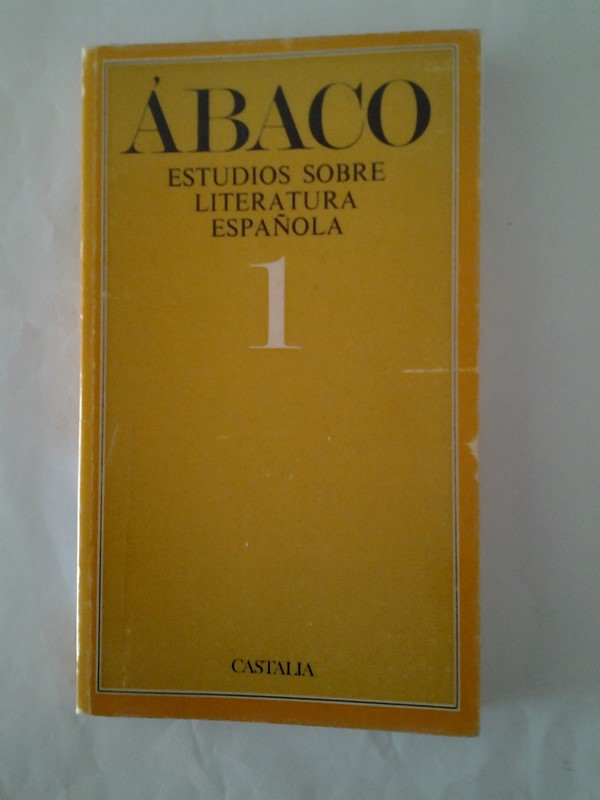 ÁBACO
ESTUDIOS SOBRE
LITERATURA
ESPAÑOLA
1
CASTALIA